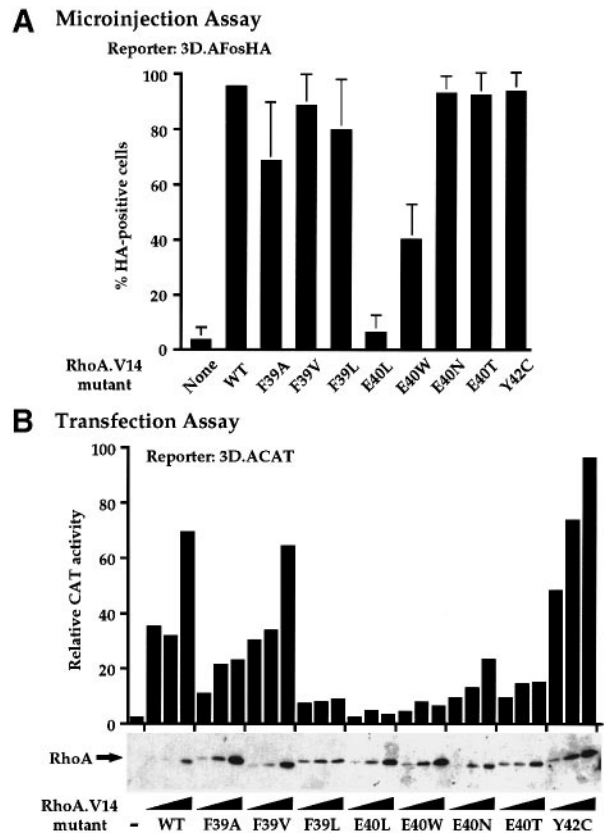 A Microinjection Assay
Reporter: 3D.AFosHA
% HA-positive cells
100
80
60
40
20
0
RhoA.V14
mutant
None WT F39A F39V F39L E40L E40W E40N E40T Y42C
B Transfection Assay
Reporter: 3D.ACAT
Relative CAT activity
100
80
60
40
20
0
RhoA
RhoA.V14
mutant
- WT F39A F39V F39L E40L E40W E40N E40T Y42C